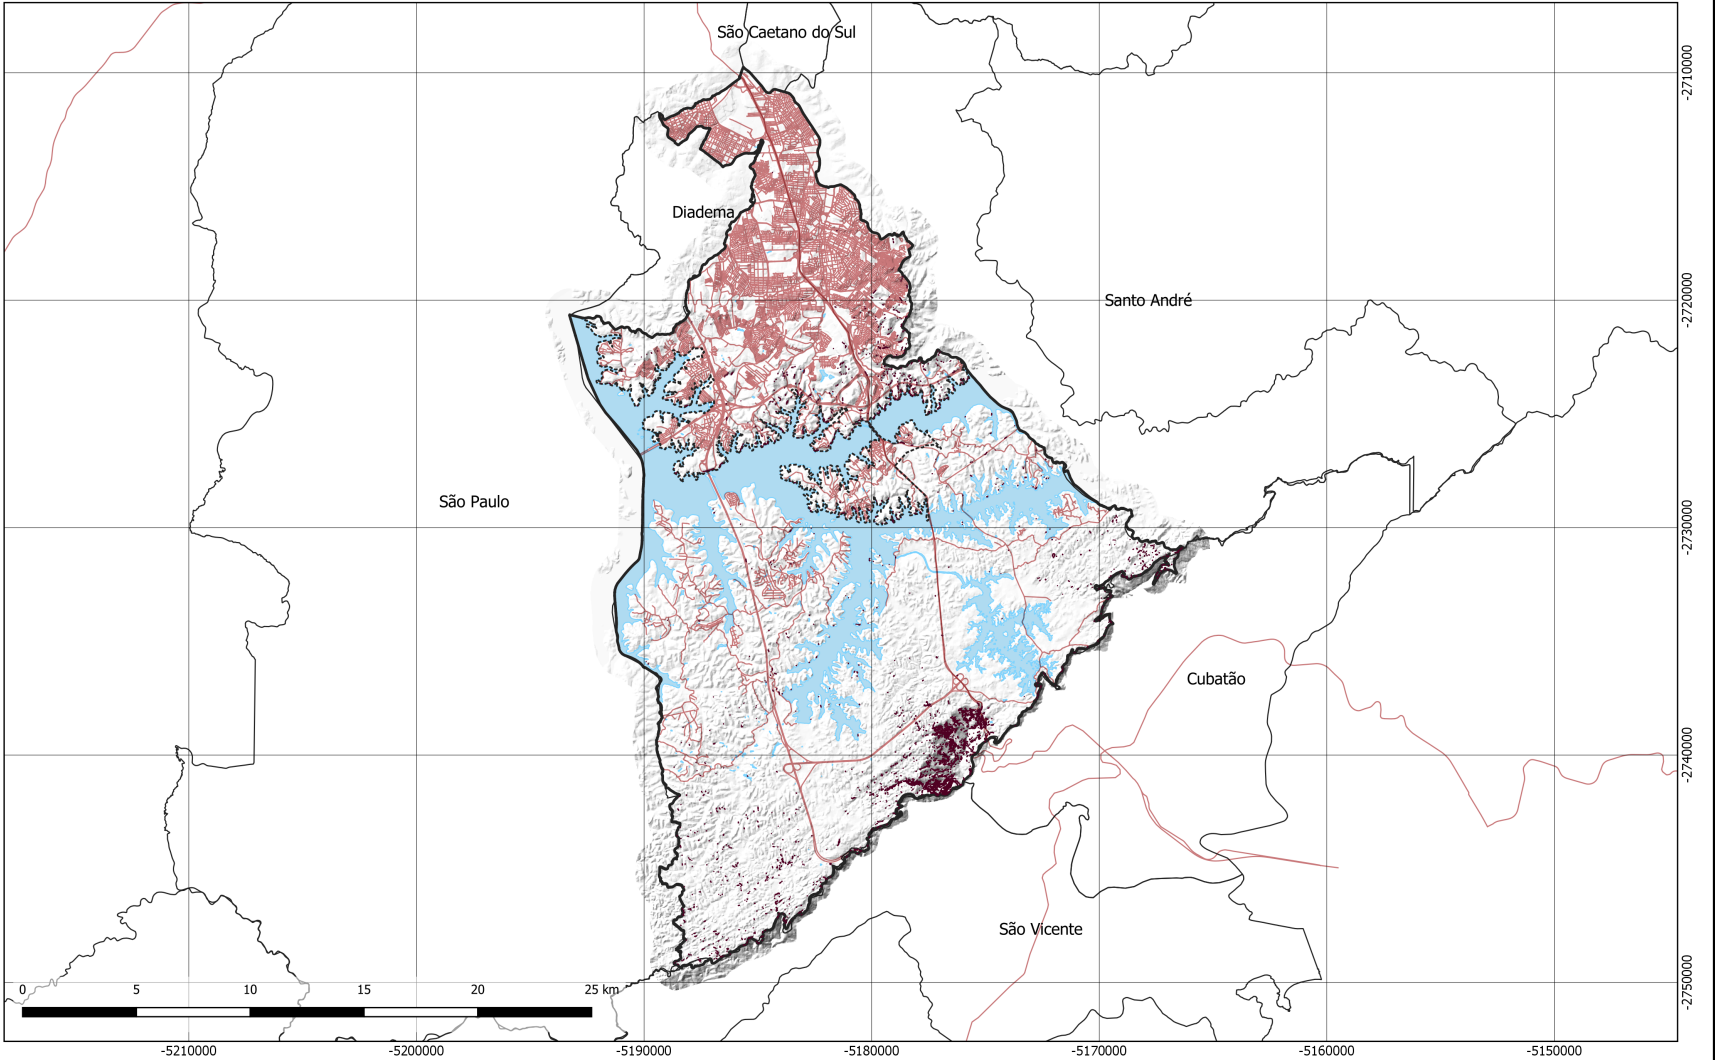 São Caetano do Sul
-2710000
Diadema
Santo André
-2720000
São Paulo
-2730000
Cubatão
-2740000
São Vicente
-2750000
0 5 10 15 20 25 km
-5210000 -5200000 -5190000 -5180000 -5170000 -5160000 -5150000